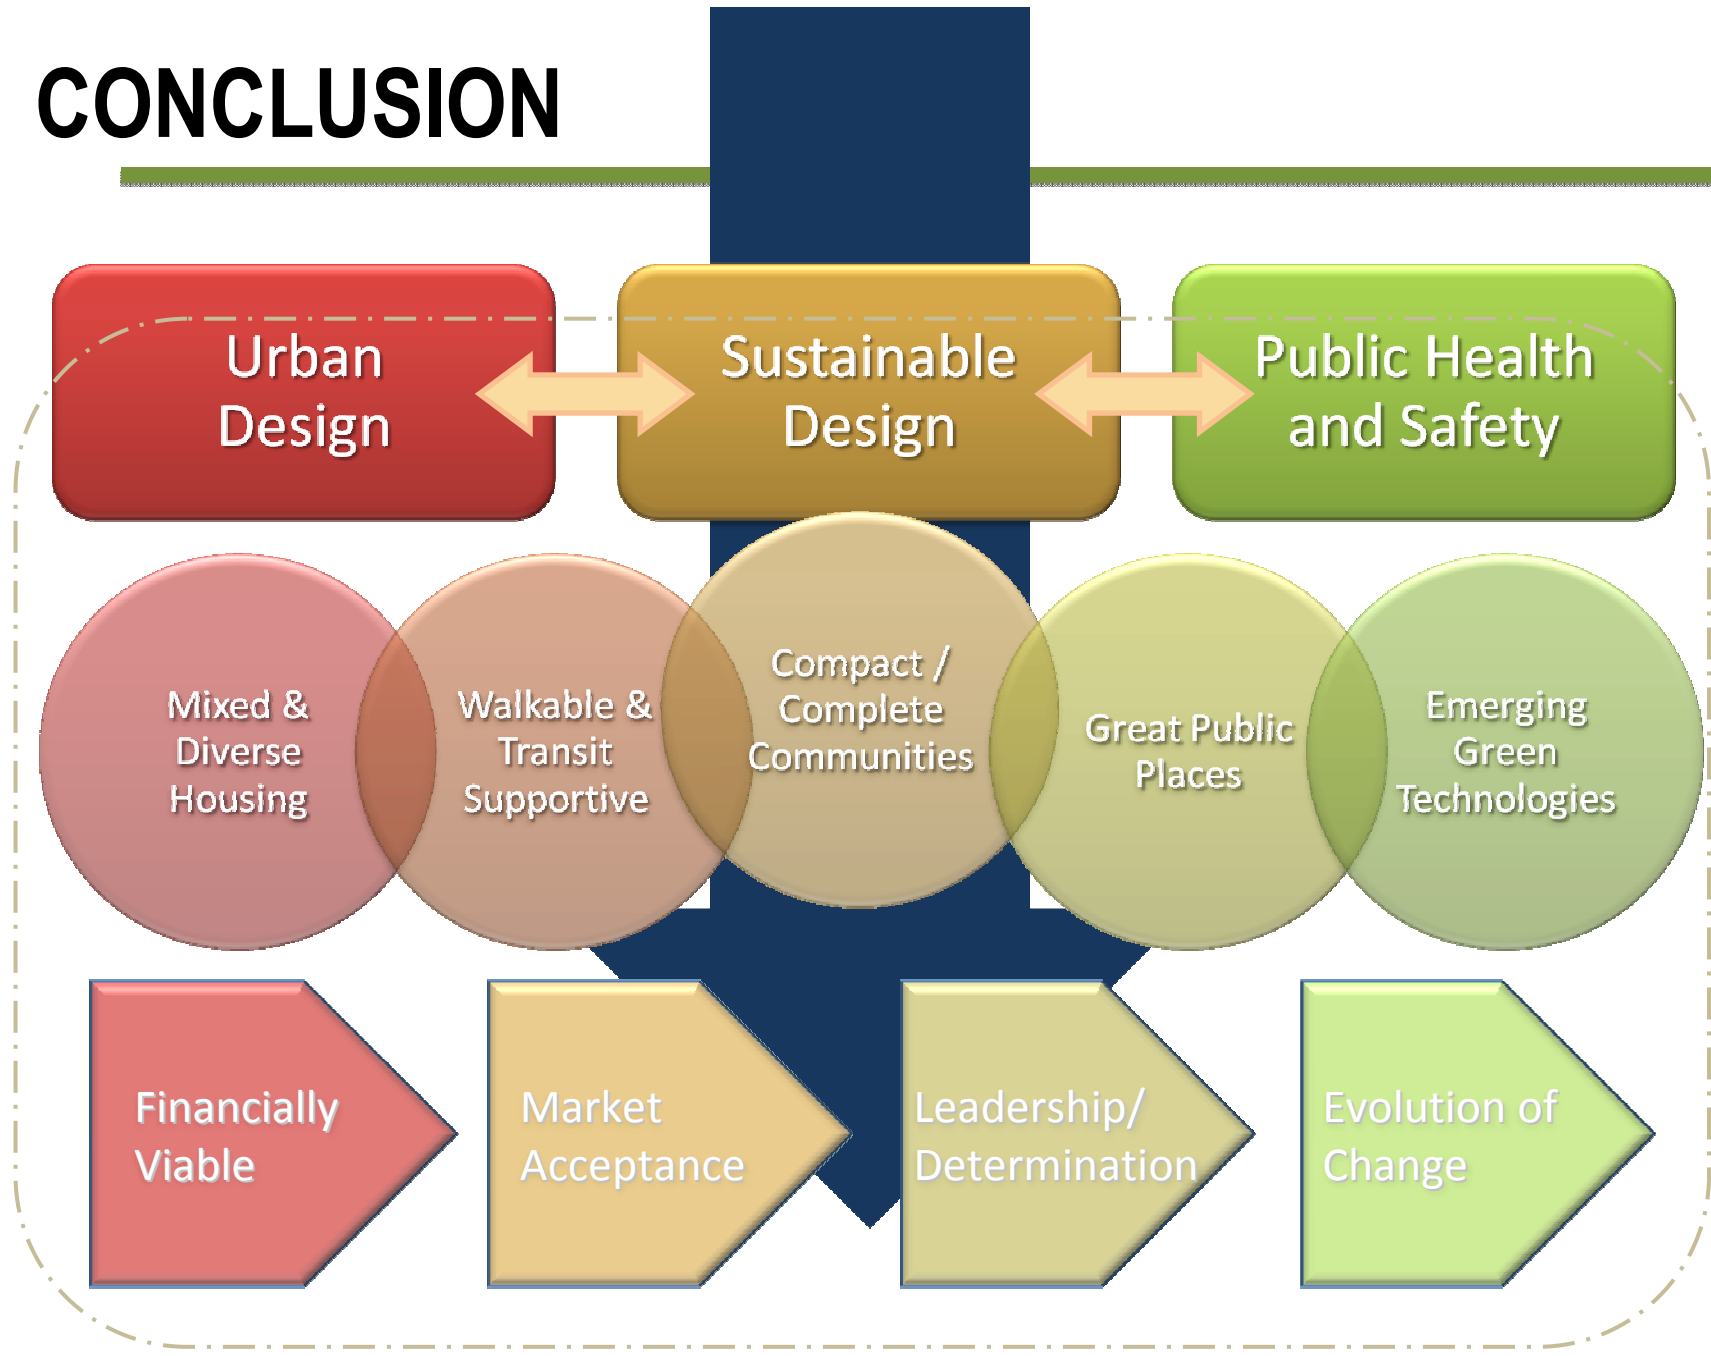 CONCLUSION
Urban
Design
Sustainable
Design
Public Health
and Safety
Mixed &
Diverse
Housing
Walkable &
Transit
Supportive
Compact /
Complete
Communities
Great Public
Places
Emerging
Green
Technologies
Financially
Viable
Market
Acceptance
Leadership/
Determination
Evolution of
Change